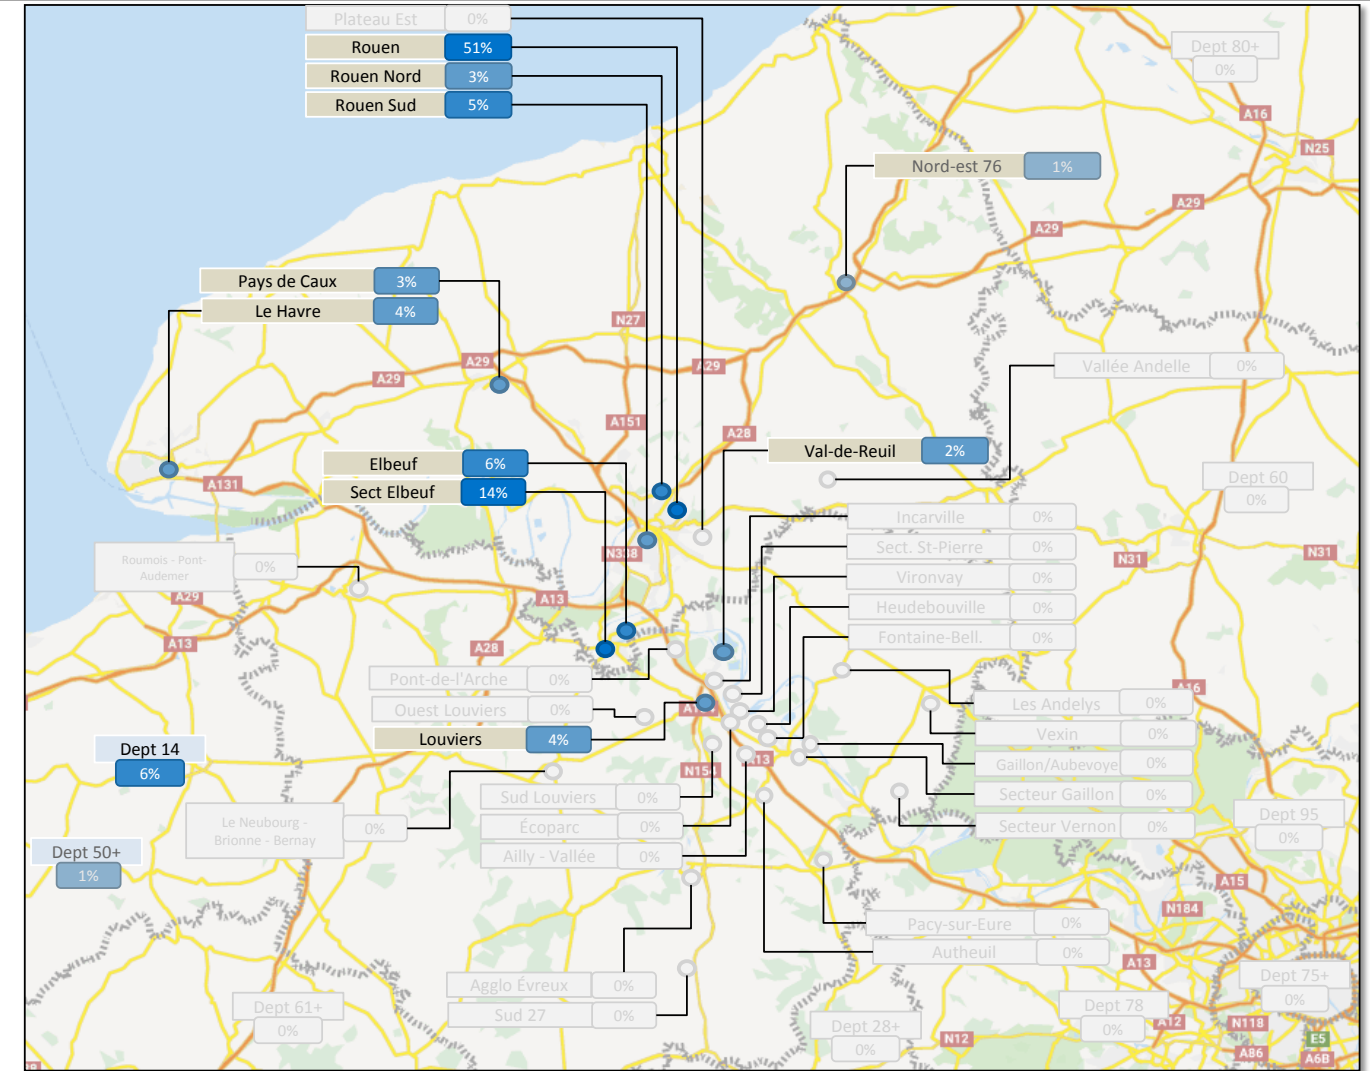 Plateau Est 0%
Rouen 51%
Rouen Nord 3%
Rouen Sud 5%
Dept 80+
0%
A16
N25
Nord-est 76 1%
A29
A29
Pays de Caux 3%
Le Havre 4%
N27
A29
A29
A29
Vallée Andelle 0%
A151
A28
Val-de-Reuil 2%
Elbeuf 6%
Sect Elbeuf 14%
A131
Dept 60
0%
Incarville 0%
Sect. St-Pierre 0%
N338
N31
N31
Roumois - Pont-
Audemer
0%
Vironvay 0%
A29
A13
Heudebouville 0%
Fontaine-Bell. 0%
A13
A28
Pont-de-l'Arche 0%
A16
Les Andelys 0%
Ouest Louviers 0%
Vexin 0%
Louviers 4%
Dept 14
6%
A13
Gaillon/Aubevoye 0%
N154
Secteur Gaillon 0%
Sud Louviers 0%
Le Neubourg -
Brionne - Bernay
0%
Écoparc 0%
Secteur Vernon 0%
Dept 95
0%
Ailly - Vallée 0%
Dept 50+
1%
A15
N184
Pacy-sur-Eure 0%
Autheuil 0%
A13
Agglo Évreux 0%
Dept 75+
0%
Sud 27 0%
Dept 61+
0%
Dept 78
0%
Dept 28+
0%
A12
N118
N12
E5
A86
A6B